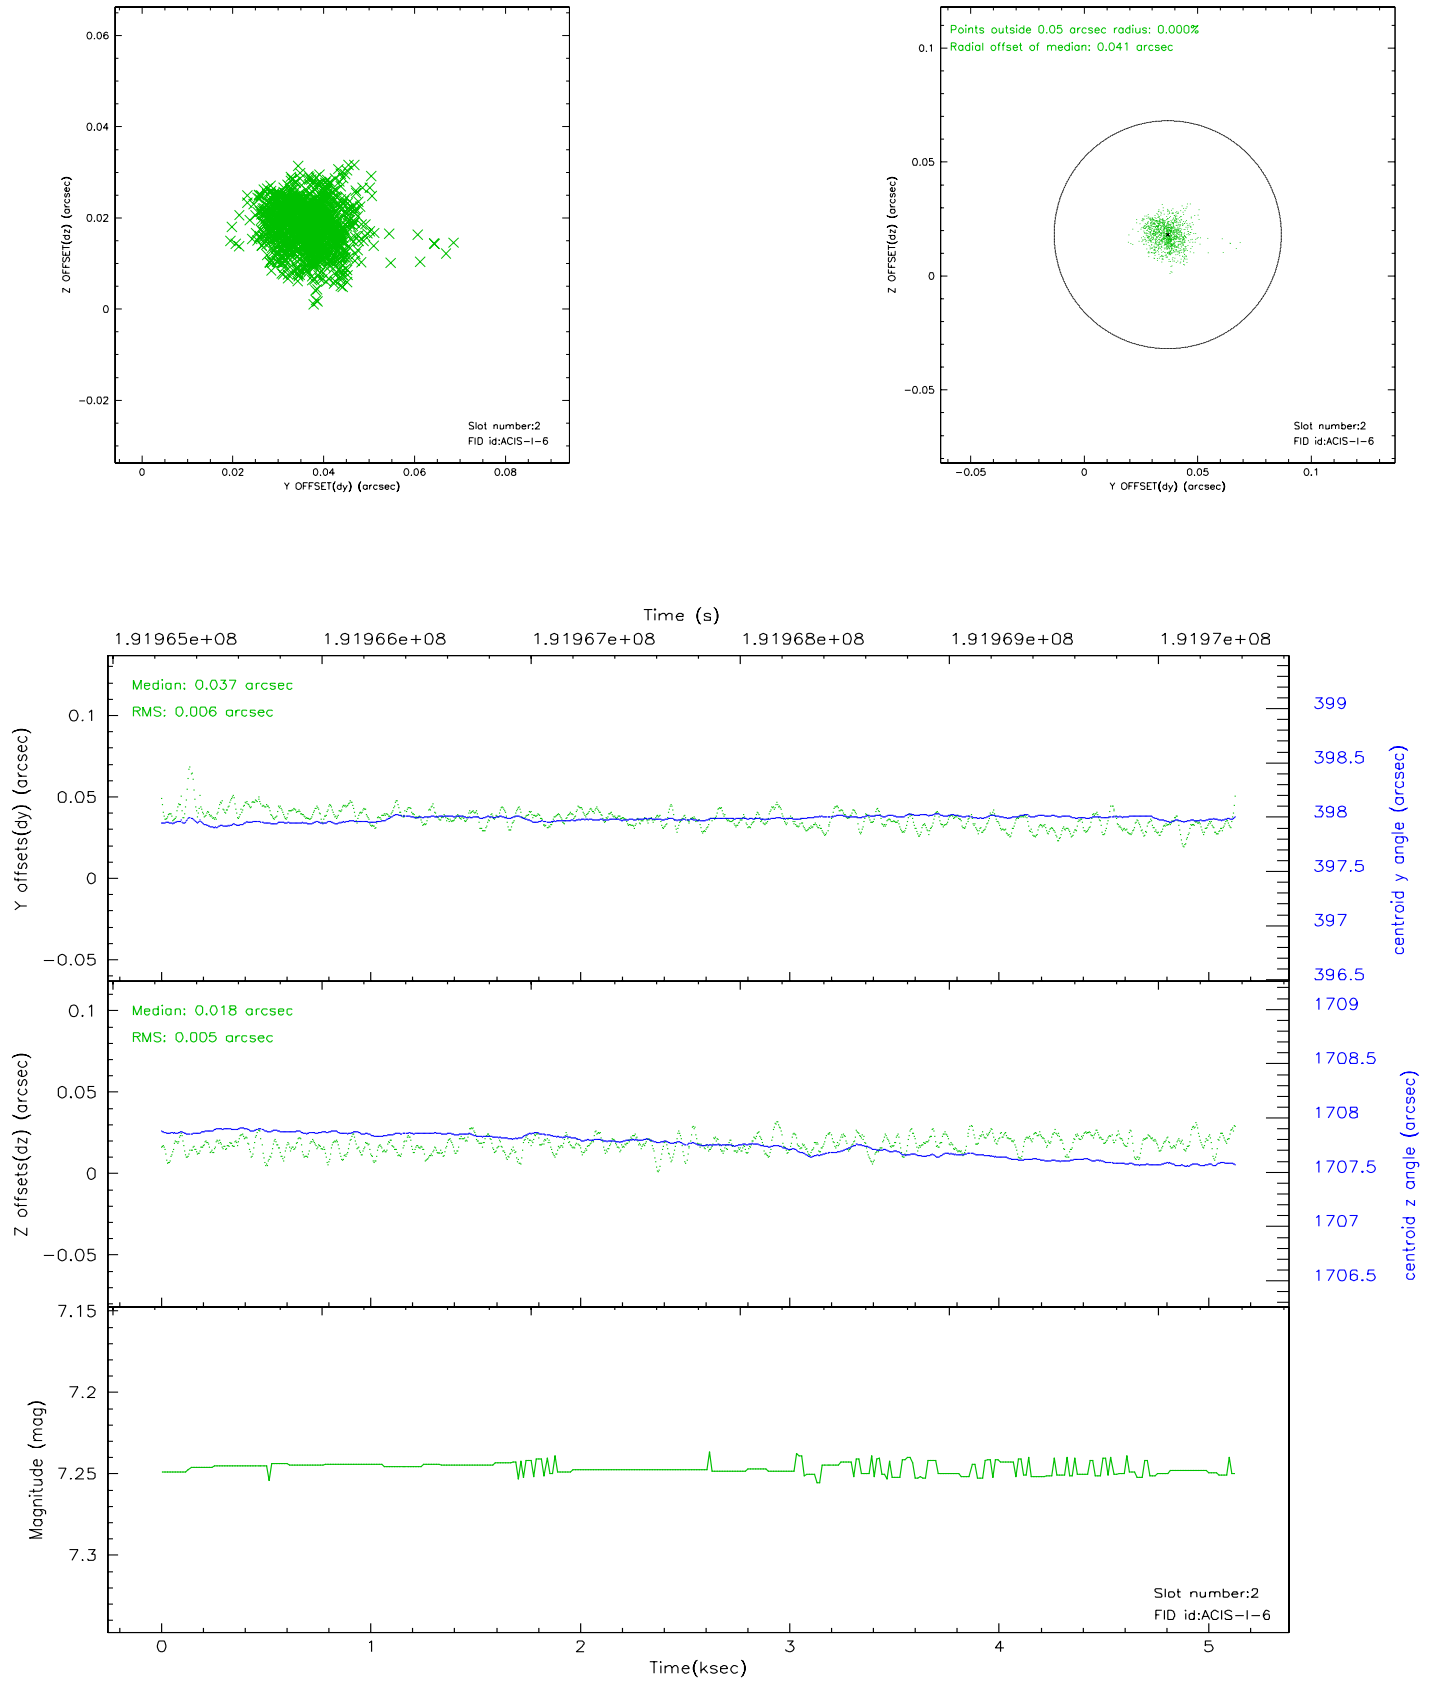 0.06
0.04
0.02
0
-0.02
Z OFFSET(dz) (arcsec)
Slot number:2
FID id:ACIS-I-6
0 0.02 0.04 0.06 0.08
Y OFFSET(dy) (arcsec)
Points outside 0.05 arcsec radius: 0.000%
Radial offset of median: 0.041 arcsec
0.1
0.05
0
-0.05
Z OFFSET(dz) (arcsec)
Slot number:2
FID id:ACIS-I-6
-0.05 0 0.05 0.1
Y OFFSET(dy) (arcsec)
Time (s)
1.91965e+08 1.91966e+08 1.91967e+08 1.91968e+08 1.91969e+08 1.9197e+08
Median: 0.037 arcsec
RMS: 0.006 arcsec
0.1
0.05
0
-0.05
Y offsets(dy) (arcsec)
399
398.5
398
397.5
397
396.5
centroid y angle (arcsec)
Median: 0.018 arcsec
RMS: 0.005 arcsec
0.1
0.05
0
-0.05
Z offsets(dz) (arcsec)
1709
1708.5
1708
1707.5
1707
1706.5
centroid z angle (arcsec)
7.15
7.2
7.25
7.3
Magnitude (mag)
Slot number:2
FID id:ACIS-I-6
0 1 2 3 4 5
Time(ksec)